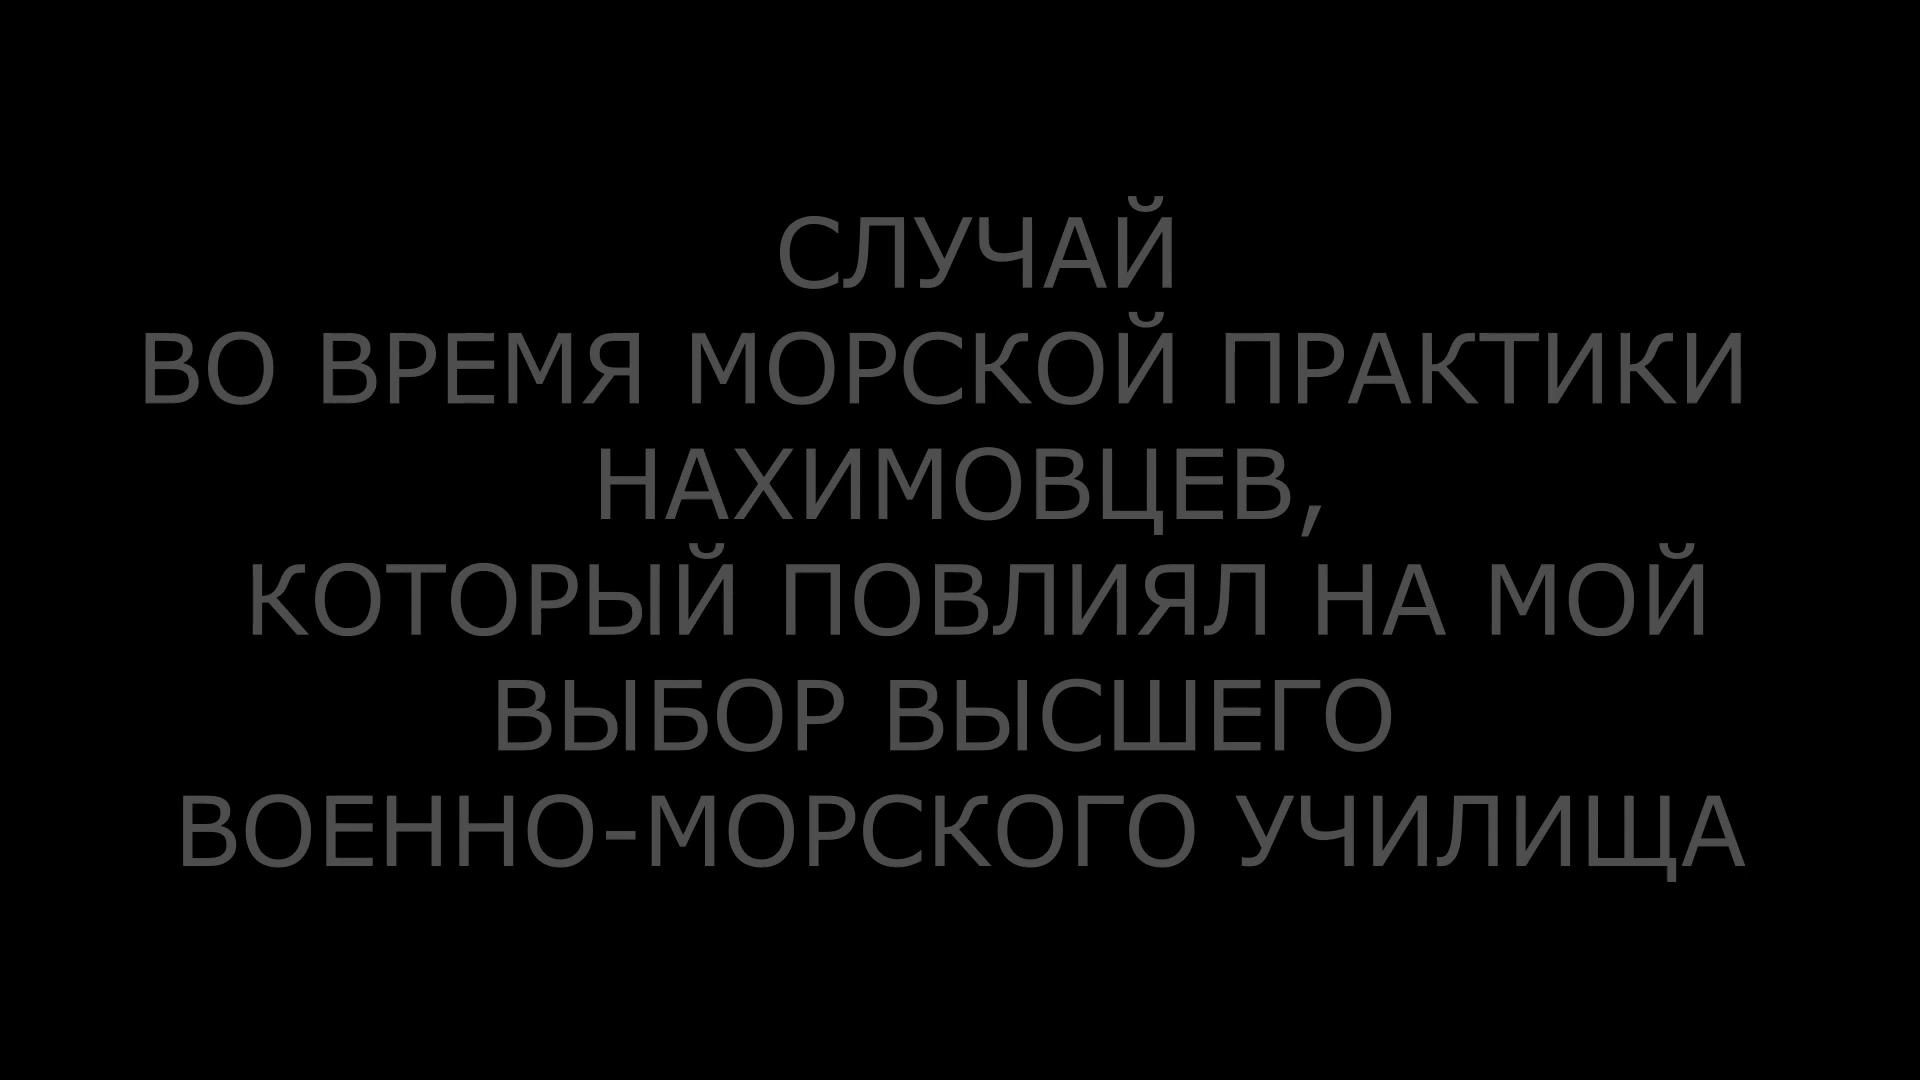 СЛУЧАЙ
ВО ВРЕМЯ МОРСКОЙ ПРАКТИКИ
НАХИМОВЦЕВ,
КОТОРЫЙ ПОВЛИЯЛ НА МОЙ
ВЫБОР ВЫСШЕГО
ВОЕННО-МОРСКОГО УЧИЛИЩА